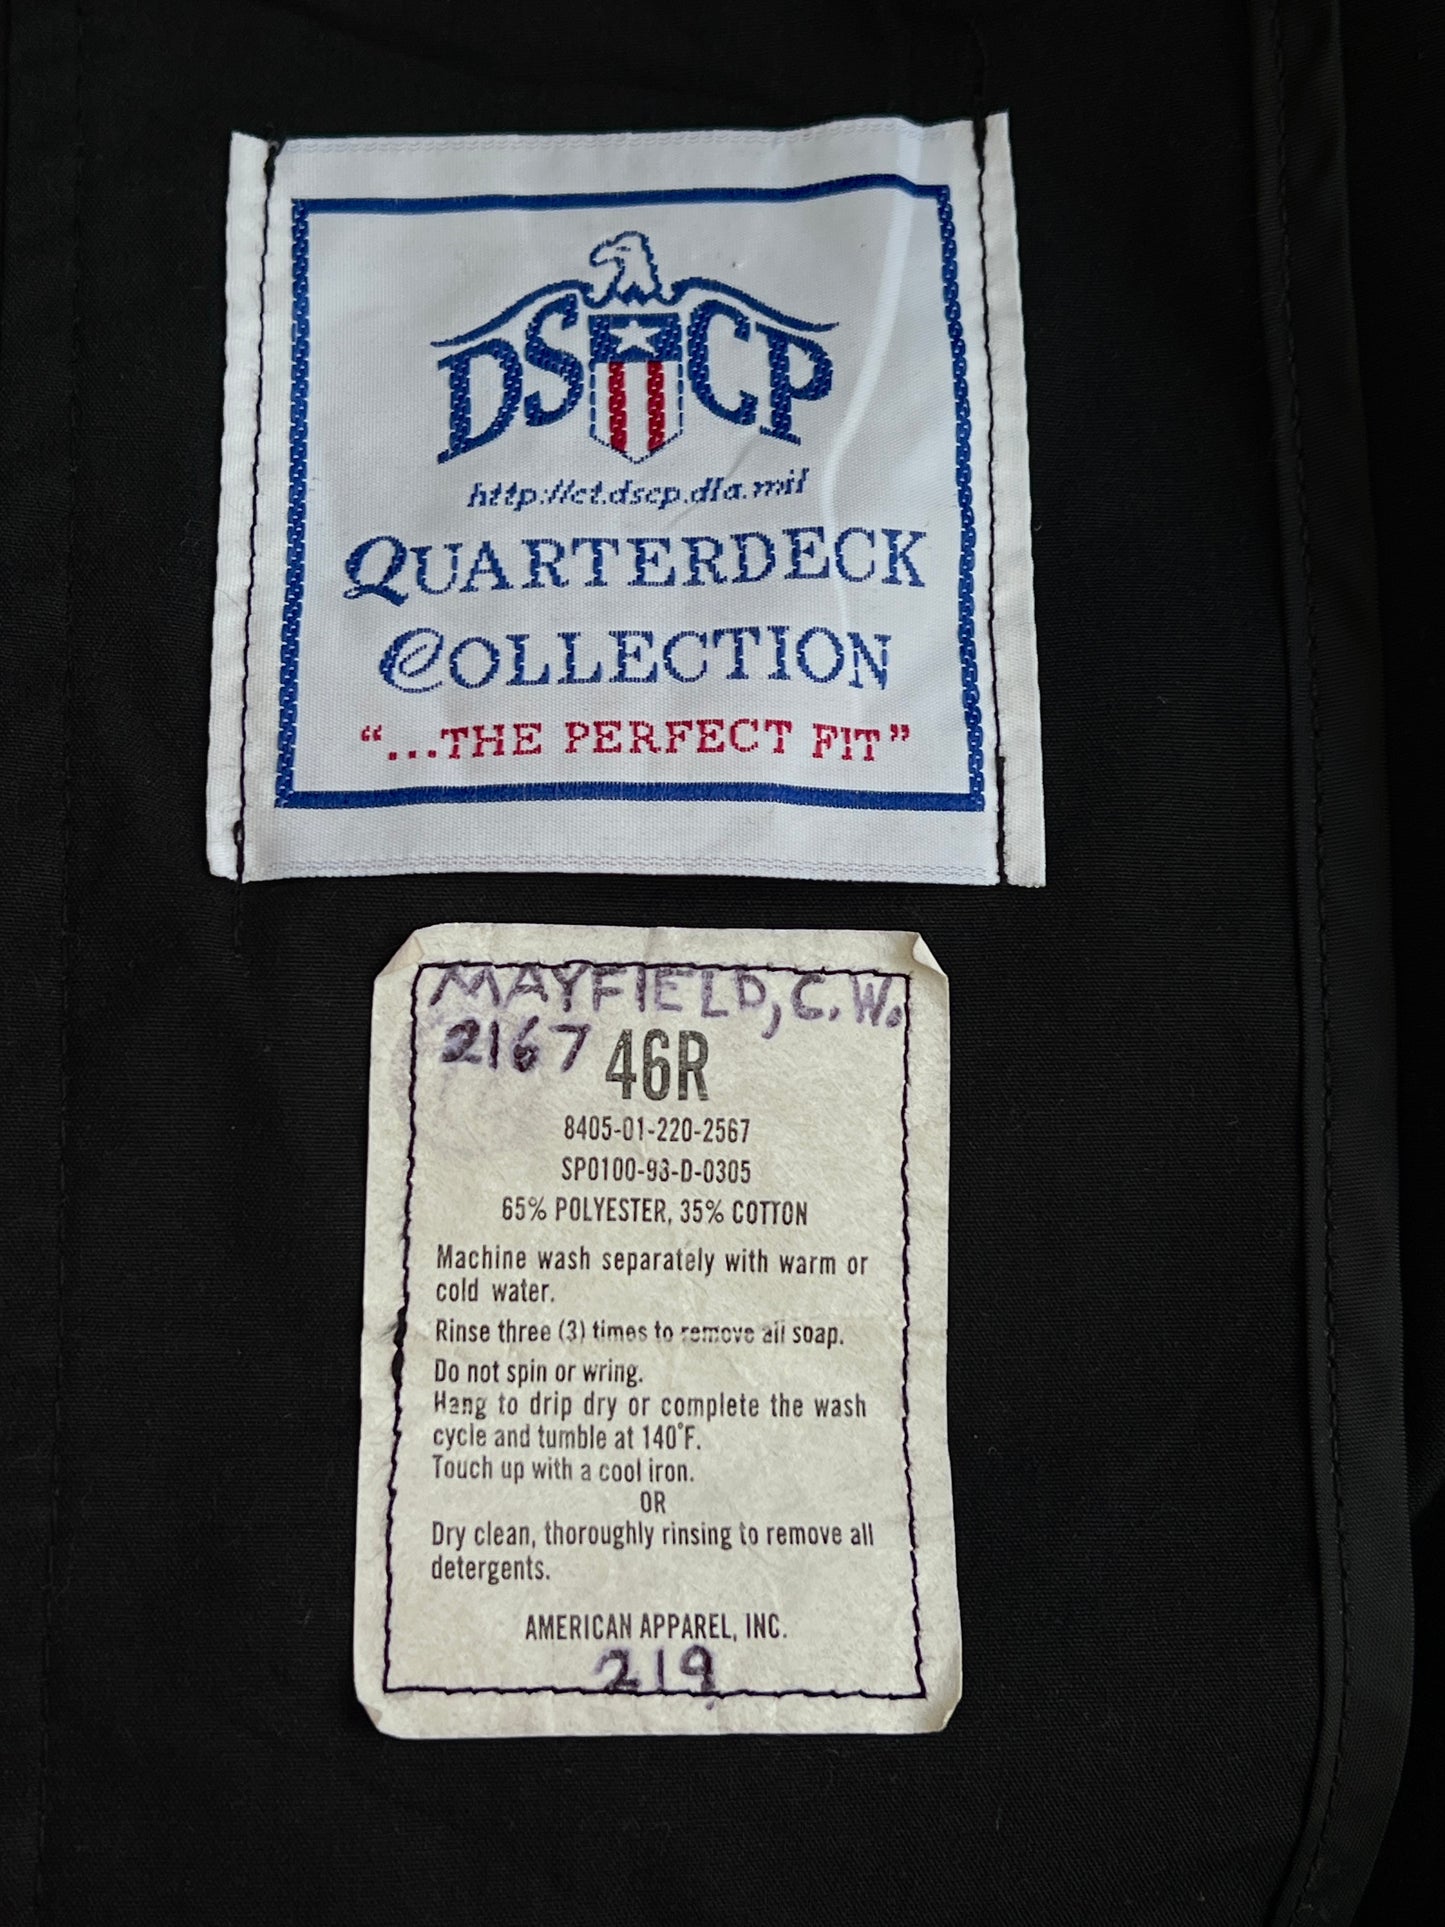 DSCP
http://ct.dscp.dla.mil
QUARTERDECK
COLLECTION
“...THE PERFECT FIT”
MAYFIELD, C. W.
2167 46R
8405-01-220-2567
SP0100-93-D-0305
65% POLYESTER, 35% COTTON
Machine wash separately with warm or
cold water.
Rinse three (3) times to remove all soap.
Do not spin or wring.
Hang to drip dry or complete the wash
cycle and tumble at 140°F.
Touch up with a cool iron.
OR
Dry clean, thoroughly rinsing to remove all
detergents.
AMERICAN APPAREL, INC.
219